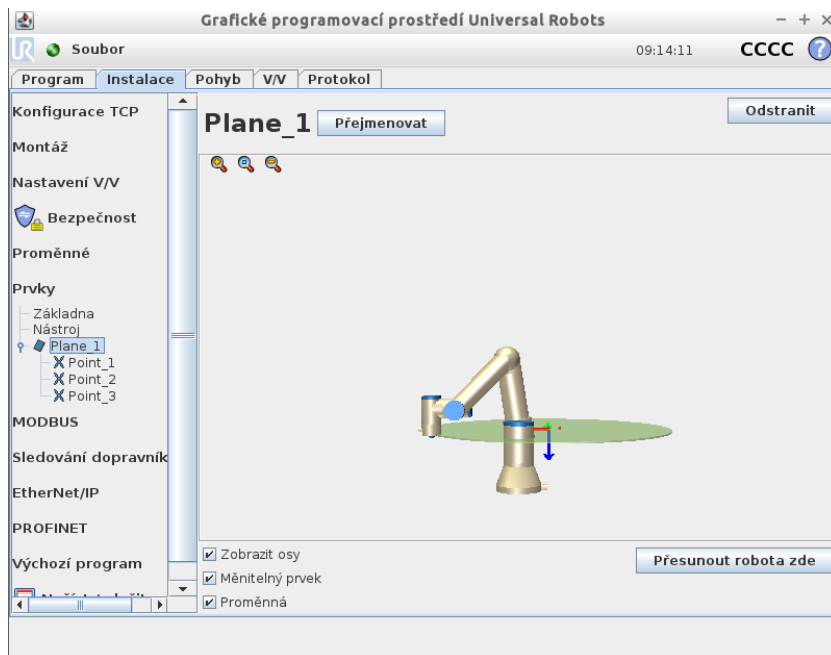 Grafické programovací prostředí Universal Robots
Soubor
09:14:11
CCCC
?
Program
Instalace
Pohyb
V/V
Protokol
Konfigurace TCP
Montáž
Nastavení V/V
Bezpečnost
Proměnné
Prvky
Základna
Nástroj
Plane_1
Point_1
Point_2
Point_3
MODBUS
Sledování dopravník
EtherNet/IP
PROFINET
Výchozí program
Plane_1
Přejmenovat
Odstranit
Zobrazit osy
Měnitelný prvek
Proměnná
Přesunout robota zde